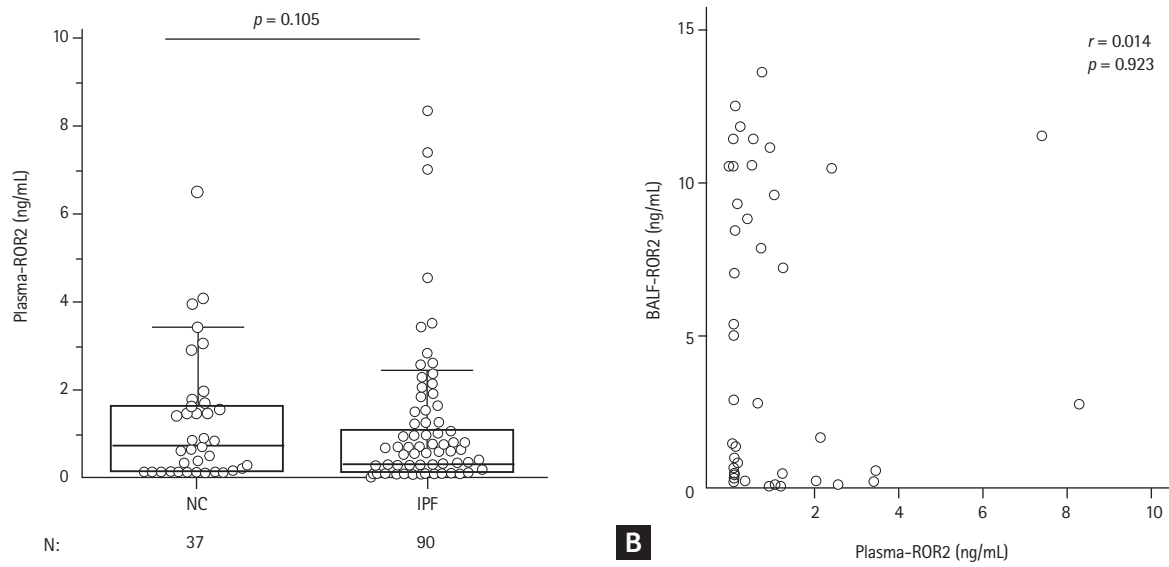 p = 0.105
10
8
6
4
2
0
Plasma-ROR2 (ng/mL)
NC
IPF
N:
37
90
r = 0.014
p = 0.923
15
10
5
0
BALF-ROR2 (ng/mL)
2
4
6
8
10
Plasma-ROR2 (ng/mL)
B